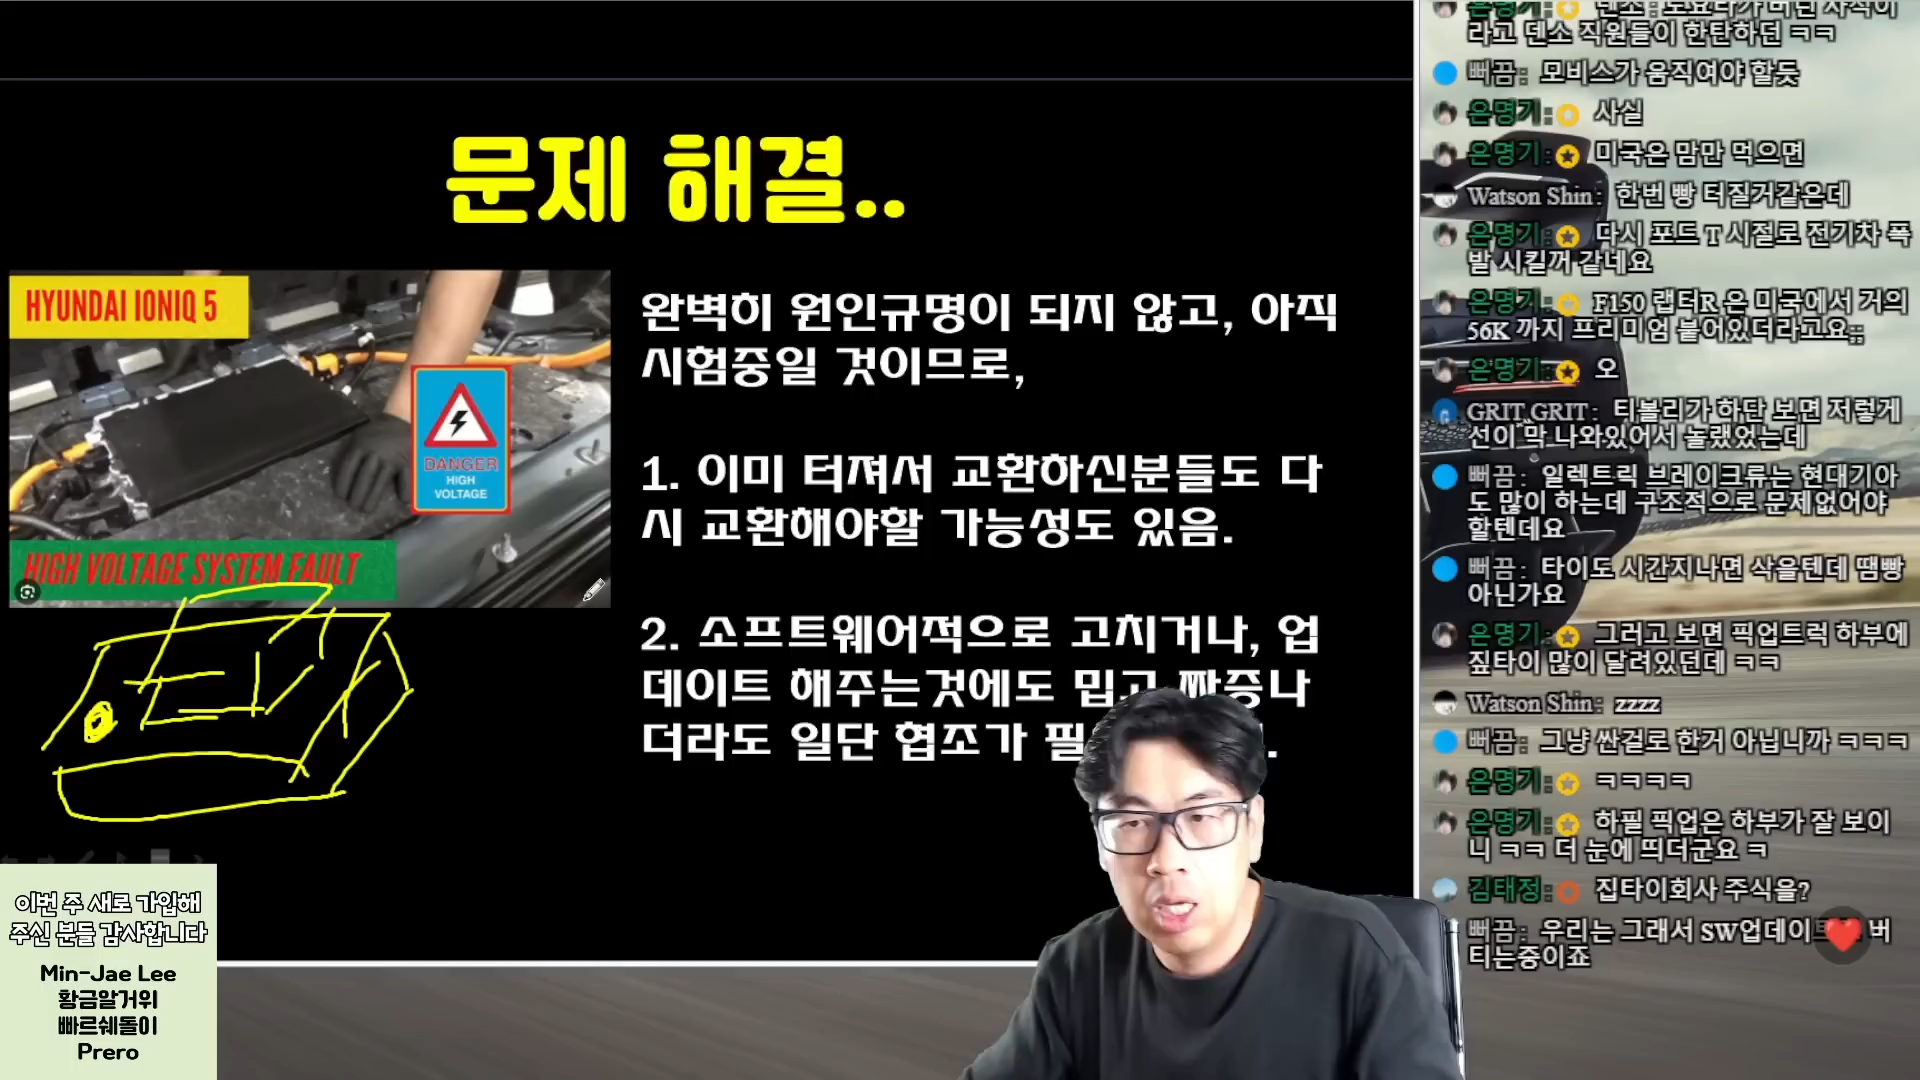 문제 해결..
HYUNDAI IONIQ 5
DANGER
HIGH
VOLTAGE
HIGH VOLTAGE SYSTEM FAULT
완벽히 원인규명이 되지 않고, 아직
시험중일 것이므로,
1. 이미 터져서 교환하신분들도 다
시 교환해야할 가능성도 있음.
2. 소프트웨어적으로 고치거나, 업
데이트 해주는것에도 밉고 짜증나
더라도 일단 협조가
이번 주 새로 가입해
주신 분들 감사합니다
Min-Jae Lee
황금알거위
빠르쉐돌이
Prero
라고 덴소 직원들이 한탄하던 ㅋㅋ
뻐끔: 모비스가 움직여야 할듯
은명기: 사실
은명기: 미국은 맘만 먹으면
Watson Shin: 한번 빵 터질거같은데
은명기: 다시 포드 T 시절로 전기차 폭
발 시킬꺼 같네요
은명기: F150 랩터R 은 미국에서 거의
56K 까지 프리미엄 붙어있더라고요;;
은명기: 오
GRIT GRIT: 티볼리가 하단 보면 저렇게
선이 막 나와있어서 놀랬었는데
뻐끔: 일렉트릭 브레이크류는 현대기아
도 많이 하는데 구조적으로 문제없어야
할텐데요
뻐끔: 타이도 시간지나면 삭을텐데 땜빵
아닌가요
은명기: 그러고 보면 픽업트럭 하부에
짚타이 많이 달려있던데 ㅋㅋ
Watson Shin: zzzz
뻐끔: 그냥 싼걸로 한거 아닙니까 ㅋㅋㅋ
은명기: ㅋㅋㅋㅋ
은명기: 하필 픽업은 하부가 잘 보이
니 ㅋㅋ 더 눈에 띄더군요 ㅋ
김태정: 집타이회사 주식을?
뻐끔: 우리는 그래서 SW업데이트 버
티는중이죠